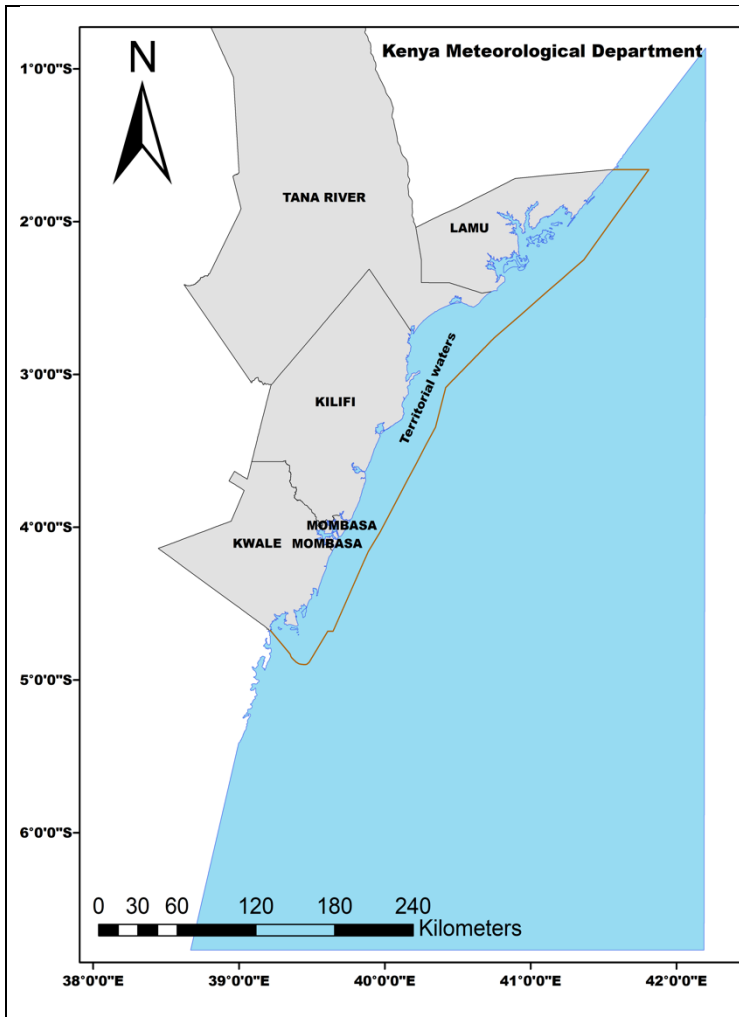 Kenya Meteorological Department
N
1°0'0"S
2°0'0"S
3°0'0"S
4°0'0"S
5°0'0"S
6°0'0"S
TANA RIVER
LAMU
KILIFI
Territorial waters
MOMBASA
KWALE MOMBASA
0 30 60 120 180 240
Kilometers
38°0'0"E 39°0'0"E 40°0'0"E 41°0'0"E 42°0'0"E